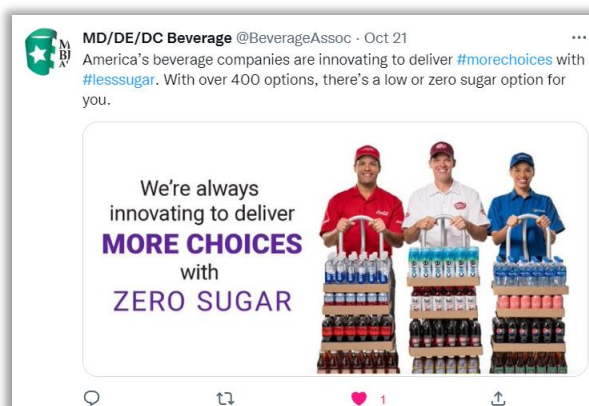 MD/DE/DC Beverage @BeverageAssoc · Oct 21
America's beverage companies are innovating to deliver #morechoices with
#lesssugar. With over 400 options, there's a low or zero sugar option for
you.
We're always
innovating to deliver
MORE CHOICES
with
ZERO SUGAR
1